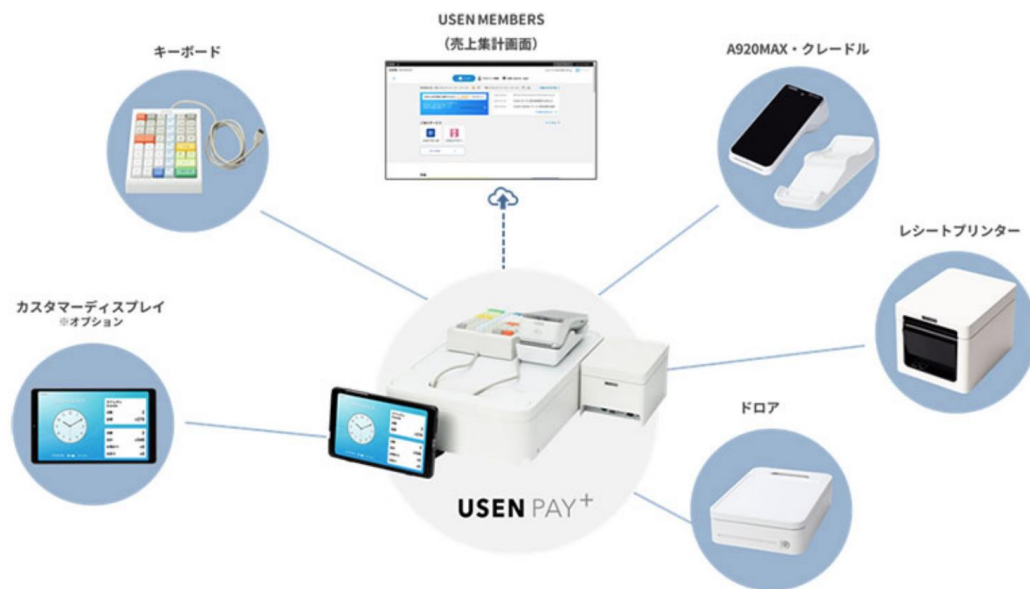 USEN MEMBERS
（売上集計画面）
キーボード
A920MAX・クレードル
レシートプリンター
カスタマーディスプレイ
※オプション
ドロア
USEN PAY+